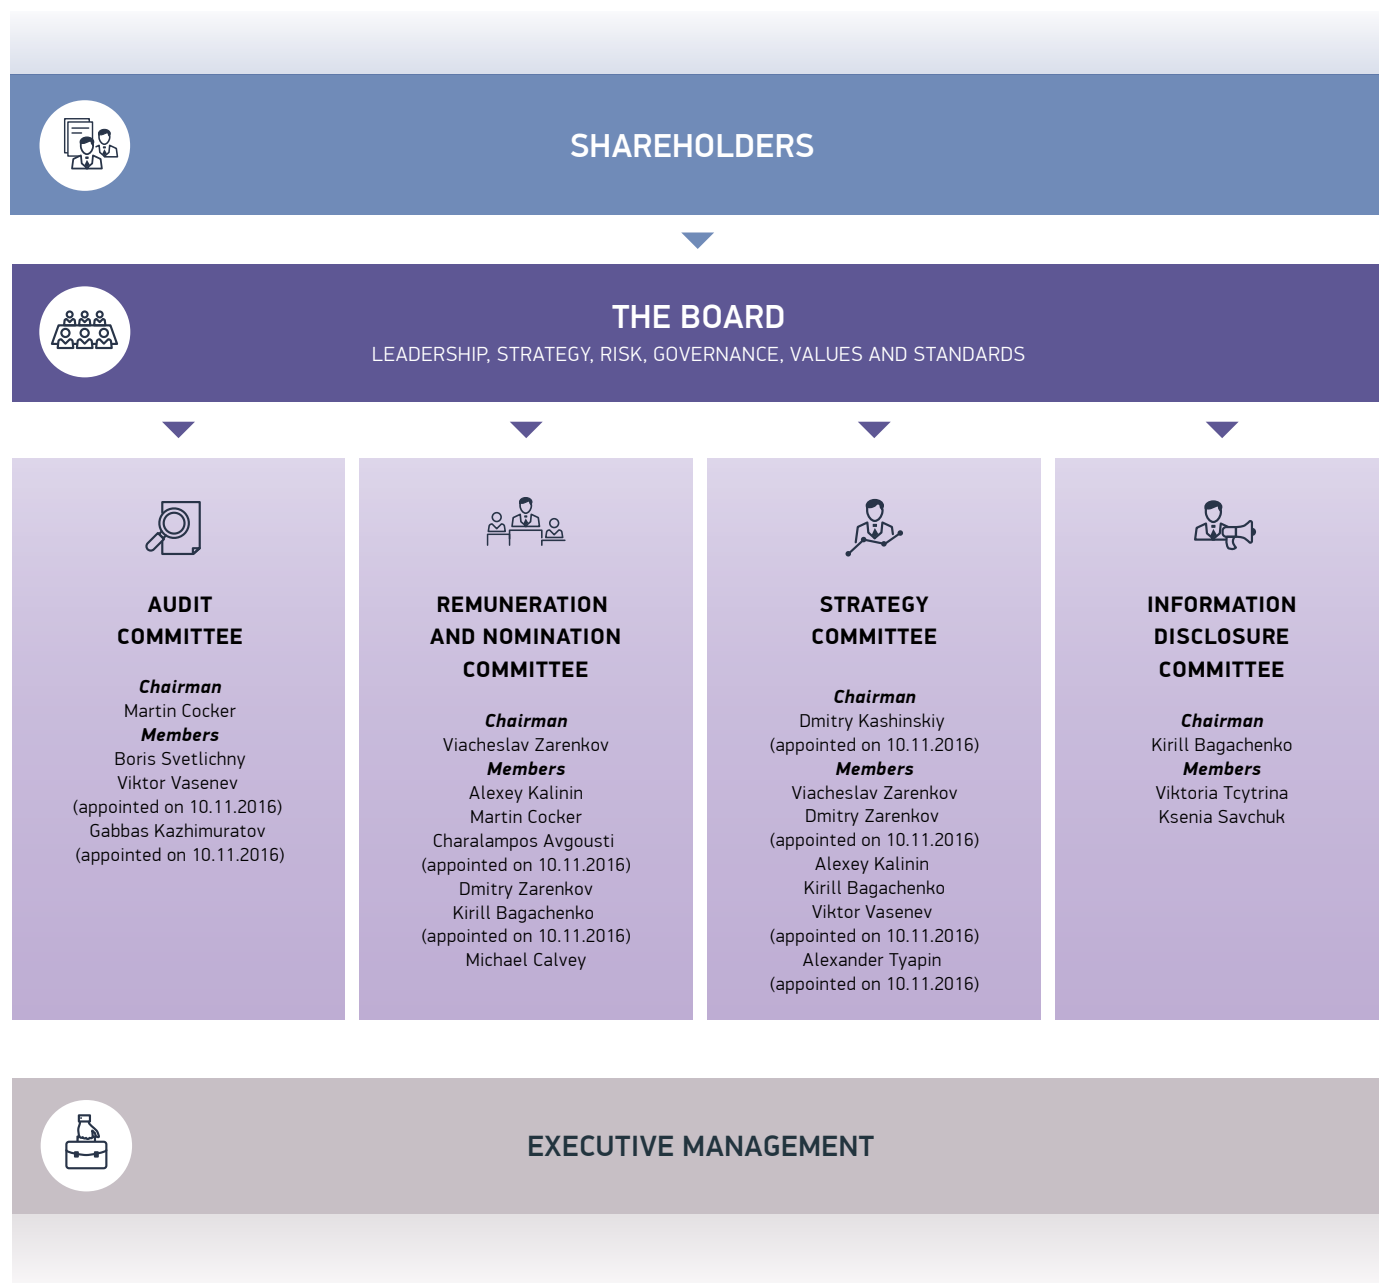 SHAREHOLDERS
THE BOARD
LEADERSHIP, STRATEGY, RISK, GOVERNANCE, VALUES AND STANDARDS
AUDIT
COMMITTEE
Chairman
Martin Cocker
Members
Boris Svetlichny
Viktor Vasenev
(appointed on 10.11.2016)
Gabbas Kazhimuratov
(appointed on 10.11.2016)
REMUNERATION
AND NOMINATION
COMMITTEE
Chairman
Viacheslav Zarenkov
Members
Alexey Kalinin
Martin Cocker
Charalampos Avgousti
(appointed on 10.11.2016)
Dmitry Zarenkov
Kirill Bagachenko
(appointed on 10.11.2016)
Michael Calvey
STRATEGY
COMMITTEE
Chairman
Dmitry Kashinskiy
(appointed on 10.11.2016)
Members
Viacheslav Zarenkov
Dmitry Zarenkov
(appointed on 10.11.2016)
Alexey Kalinin
Kirill Bagachenko
Viktor Vasenev
(appointed on 10.11.2016)
Alexander Tyapin
(appointed on 10.11.2016)
INFORMATION
DISCLOSURE
COMMITTEE
Chairman
Kirill Bagachenko
Members
Viktoria Tcytrina
Ksenia Savchuk
EXECUTIVE MANAGEMENT